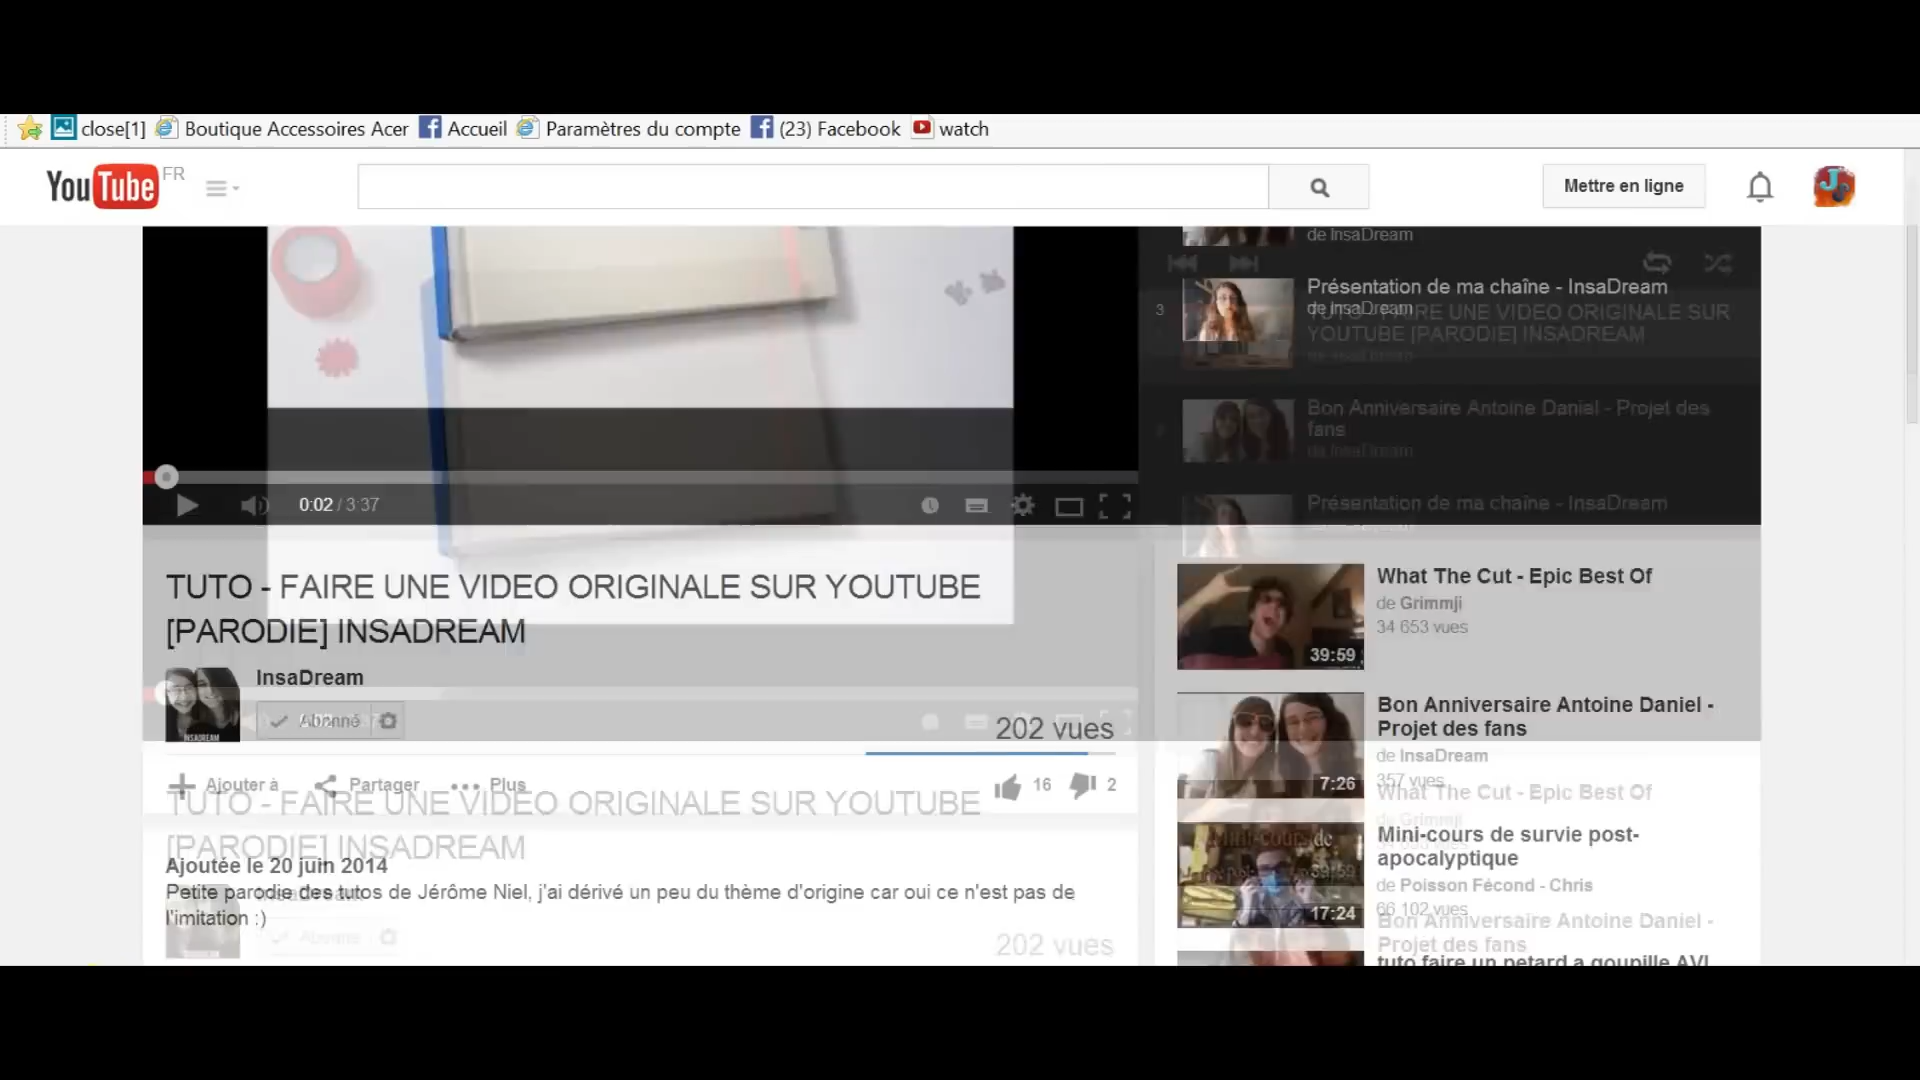 close[1] Boutique Accessoires Acer Accueil Paramètres du compte (23) Facebook watch
YouTube FR
Mettre en ligne
de InsaDream
3
Présentation de ma chaîne - InsaDream
de InsaDream
TUTO - FAIRE UNE VIDEO ORIGINALE SUR
YOUTUBE [PARODIE] INSADREAM
de InsaDream
Bon Anniversaire Antoine Daniel - Projet des
fans
de InsaDream
Présentation de ma chaîne - InsaDream
0:02 / 3:37
TUTO - FAIRE UNE VIDEO ORIGINALE SUR YOUTUBE
[PARODIE] INSADREAM
InsaDream
INSADREAM
Abonné
202 vues
Ajouter à Partager Plus
16 2
TUTO - FAIRE UNE VIDEO ORIGINALE SUR YOUTUBE
[PARODIE] INSADREAM
Ajoutée le 20 juin 2014
Petite parodie des tutos de Jérôme Niel, j'ai dérivé un peu du thème d'origine car oui ce n'est pas de
l'imitation :)
Abonné
202 vues
What The Cut - Epic Best Of
de Grimmji
34 653 vues
39:59
Bon Anniversaire Antoine Daniel -
Projet des fans
de InsaDream
357 vues
7:26
What The Cut - Epic Best Of
de Grimmji
Mini-cours de survie post-
apocalyptique
de Poisson Fécond - Chris
66 102 vues
39:59
17:24
Bon Anniversaire Antoine Daniel -
Projet des fans
tuto faire un petard a goupille AVI